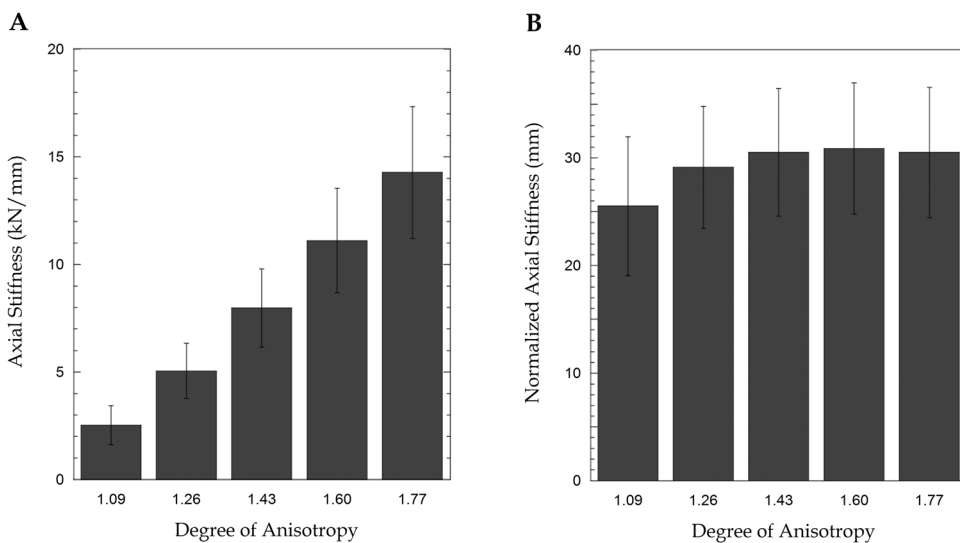 A
Axial Stiffness (kN/mm)
20
15
10
5
0
1.09 1.26 1.43 1.60 1.77
Degree of Anisotropy
B
Normalized Axial Stiffness (mm)
40
30
20
10
0
1.09 1.26 1.43 1.60 1.77
Degree of Anisotropy